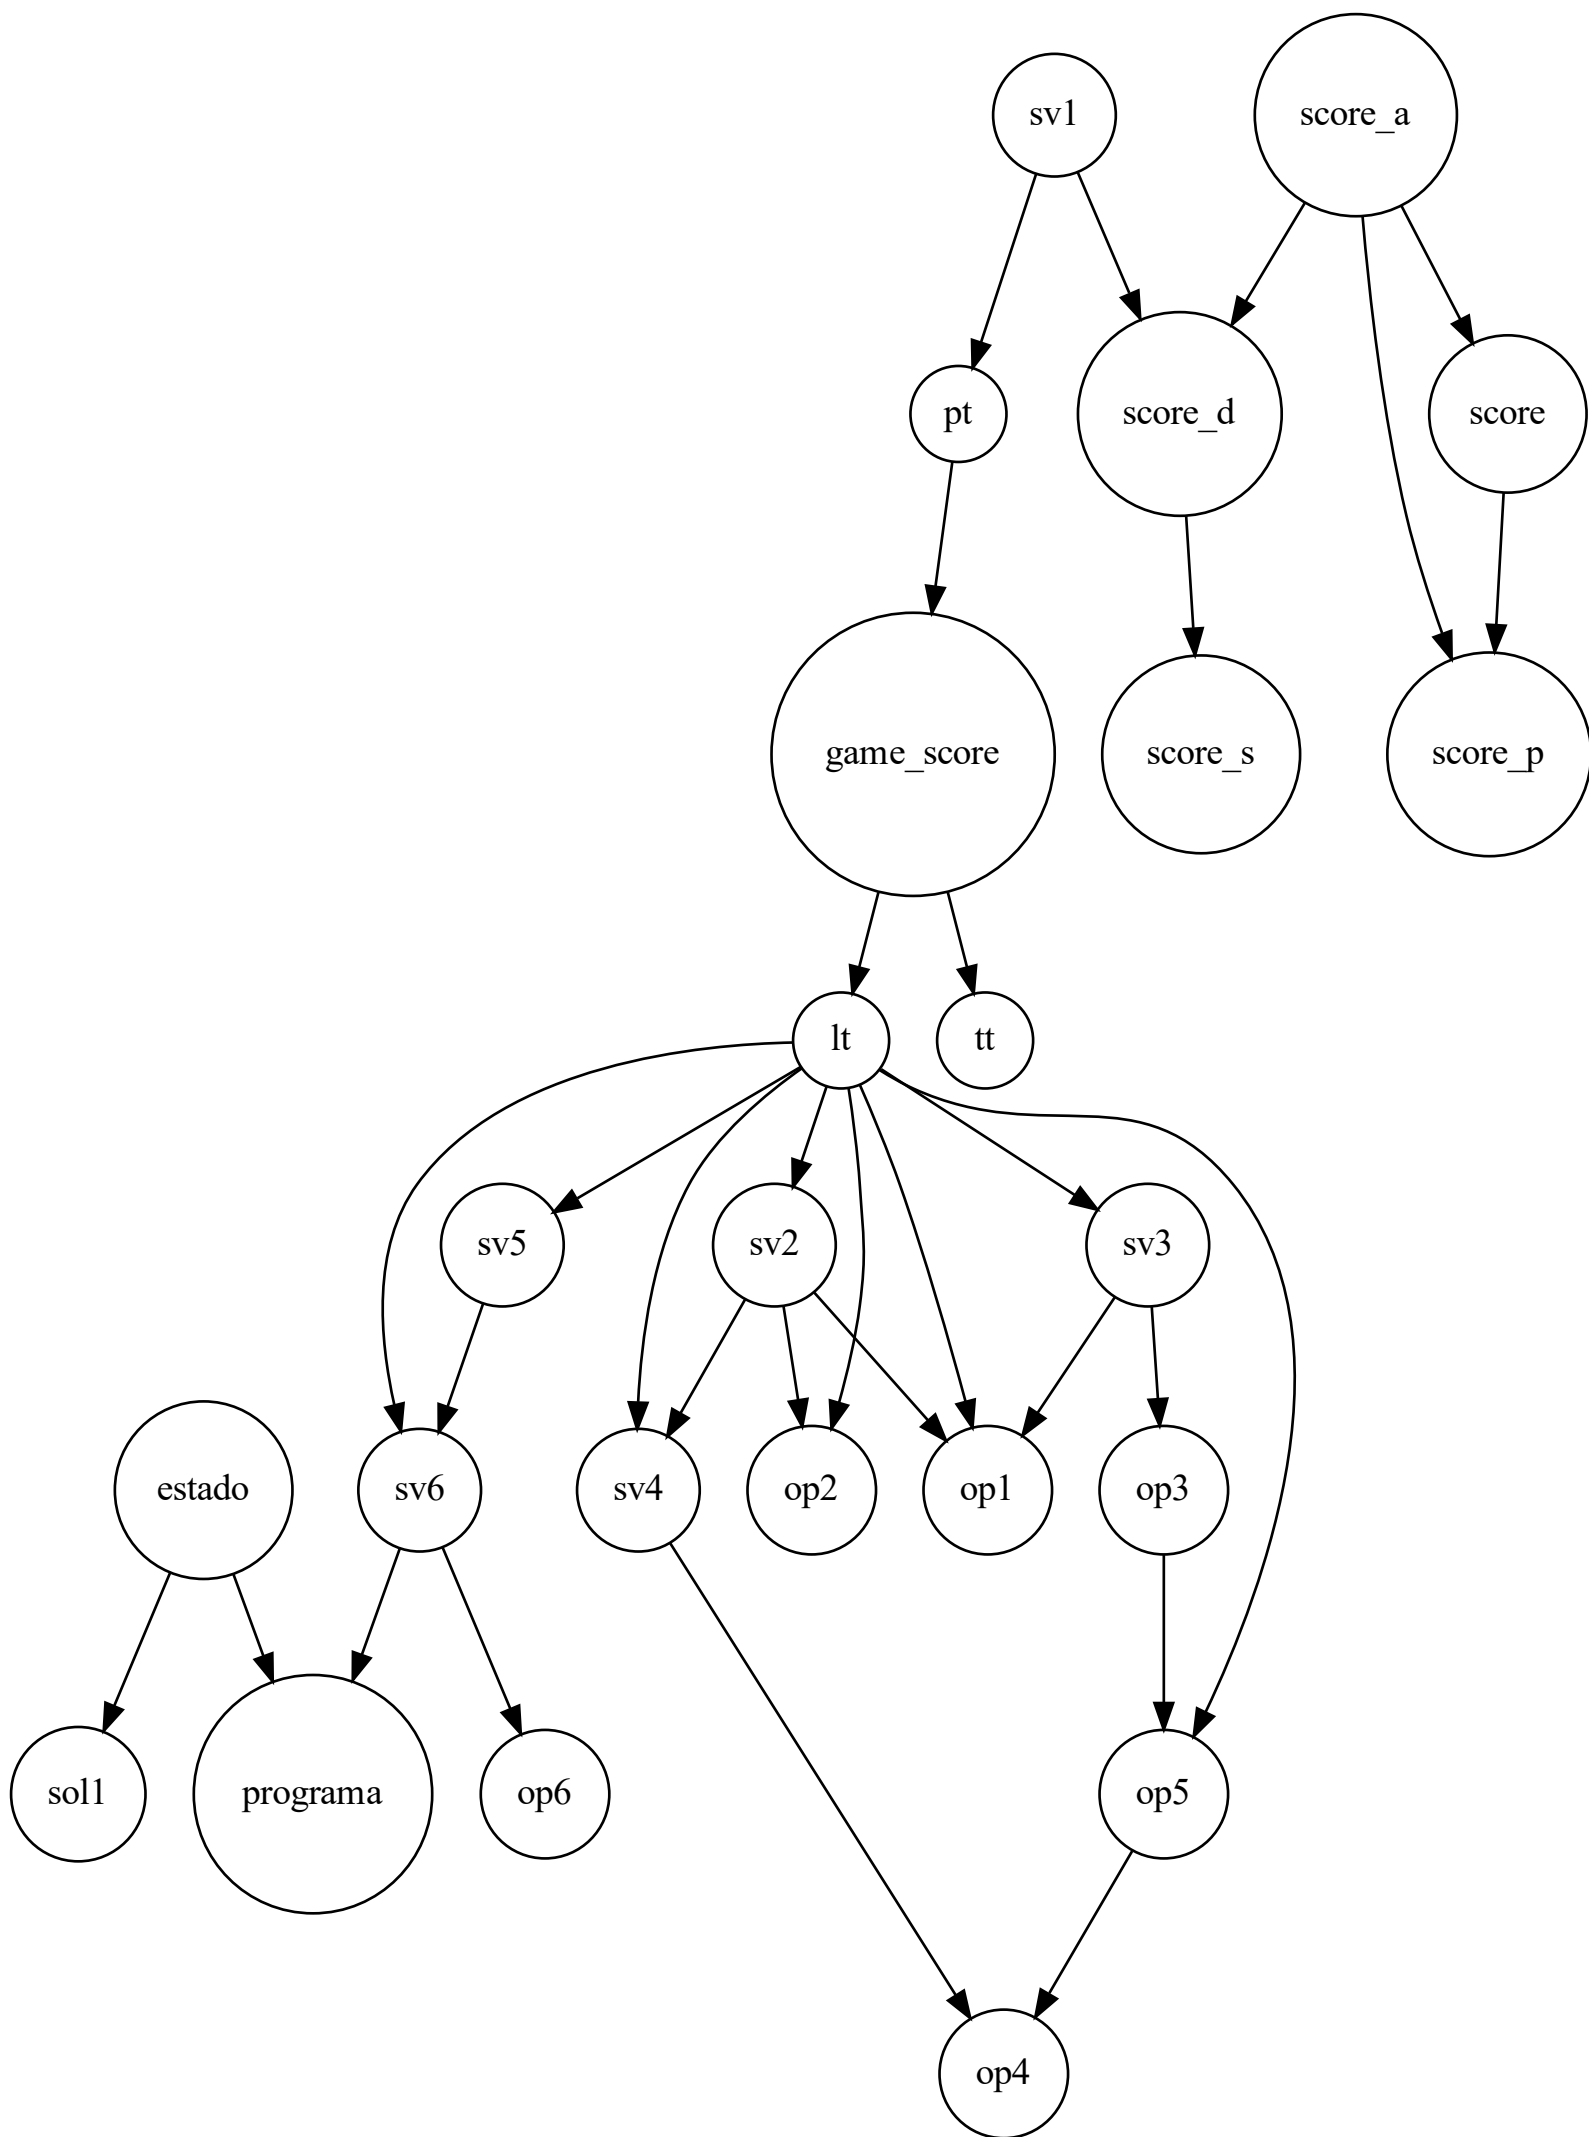 sv1
score_a
pt
score_d
score
game_score
score_s
score_p
lt
tt
sv5
sv2
sv3
estado
sv6
sv4
op2
op1
op3
sol1
programa
op6
op5
op4